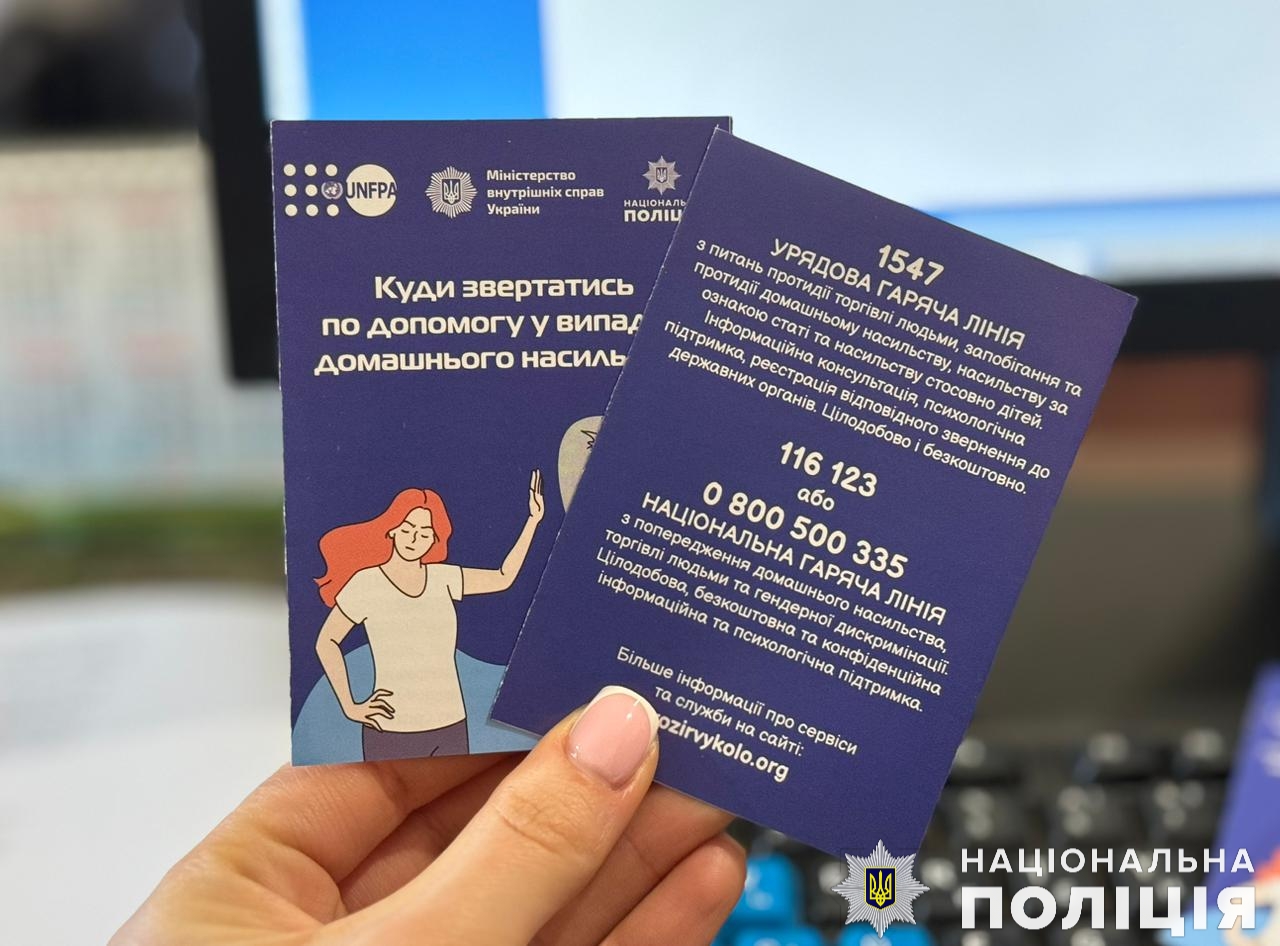 UNFPA
Міністерство
внутрішніх справ
України
НАЦІОНАЛЬ
ПОЛІЦ
Куди звертатись
по допомогу у випад
домашнього насиль
1547
УРЯДОВА ГАРЯЧА ЛІНІЯ
з питань протидії торгівлі людьми, запобігання та
протидії домашньому насильству, насильству за
ознакою статі та насильству стосовно дітей.
Інформаційна консультація, психологічна
підтримка, реєстрація відповідного звернення до
державних органів. Цілодобово і безкоштовно.
116 123
або
0 800 500 335
НАЦІОНАЛЬНА ГАРЯЧА ЛІНІЯ
з попередження домашнього насильства,
торгівлі людьми та гендерної дискримінації.
Цілодобова, безкоштовна та конфіденційна
інформаційна та психологічна підтримка.
Більше інформації про сервіси
та служби на сайті:
rozirvykolo.org
НАЦІОНАЛЬНА
ПОЛІЦІЯ